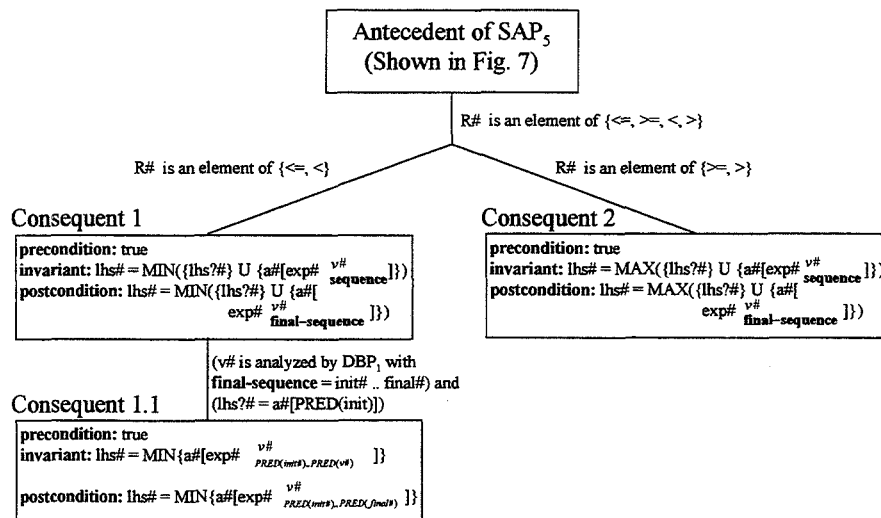 Antecedent of SAP5
(Shown in Fig. 7)
R# is an element of {<=, >=, <, >}
R# is an element of {<=, <}
R# is an element of {>=, >}
Consequent 1
precondition: true
invariant: lhs# = MIN({lhs?#} U {a#[exp# v# sequence]})
postcondition: lhs# = MIN({lhs?#} U {a#[
exp# v# final-sequence ]})
Consequent 2
precondition: true
invariant: lhs# = MAX({lhs?#} U {a#[exp# v# sequence]})
postcondition: lhs# = MAX({lhs?#} U {a#[
exp# v# final-sequence ]})
(v# is analyzed by DBP1 with
final-sequence = init# .. final#) and
(lhs?# = a#[PRED(init)])
Consequent 1.1
precondition: true
invariant: lhs# = MIN{a#[exp# v# PRED(init#)..PRED(v#) ]}
postcondition: lhs# = MIN{a#[exp# v# PRED(init#)..PRED(final#) ]}